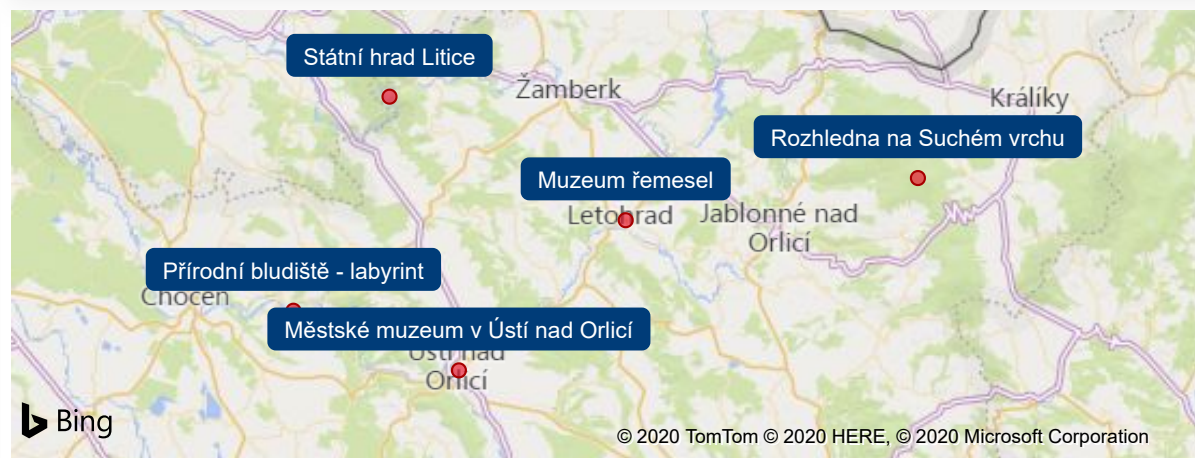 Státní hrad Litice
Žamberk
Králíky
Rozhledna na Suchém vrchu
Muzeum řemesel
Letohrad
Jablonné nad
Orlicí
Přírodní bludiště - labyrint
Choceň
Městské muzeum v Ústí nad Orlicí
Ústí nad
Orlicí
Bing
© 2020 TomTom © 2020 HERE, © 2020 Microsoft Corporation